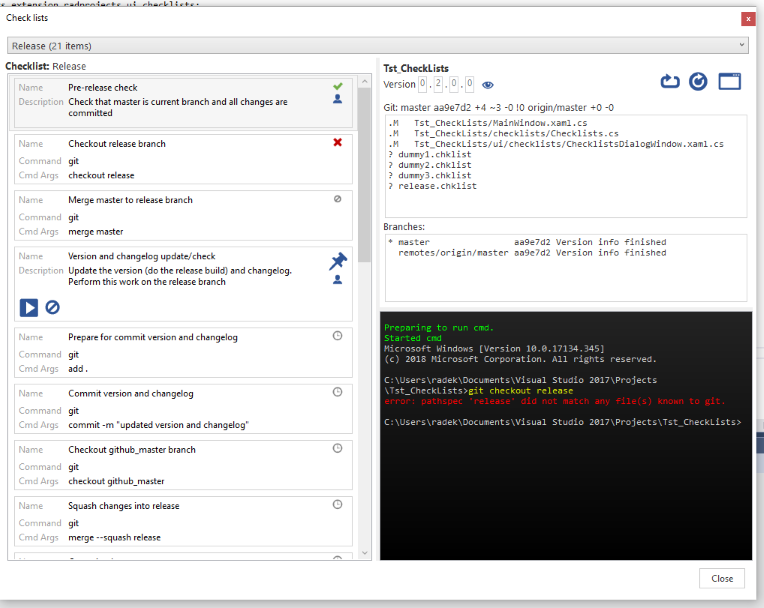 Check lists
x
Release (21 items)
Checklist: Release
Name Pre-release check
Description Check that master is current branch and all changes are
committed
Name Checkout release branch
Command git
Cmd Args checkout release
Name Merge master to release branch
Command git
Cmd Args merge master
Name Version and changelog update/check
Description Update the version (do the release build) and changelog.
Perform this work on the release branch
Name Prepare for commit version and changelog
Command git
Cmd Args add .
Name Commit version and changelog
Command git
Cmd Args commit -m "updated version and changelog"
Name Checkout github_master branch
Command git
Cmd Args checkout github_master
Name Squash changes into release
Command git
Cmd Args merge --squash release
Tst_CheckLists
Version 0 . 2 . 0 . 0
Git: master aa9e7d2 +4 ~3 -0 !0 origin/master +0 -0
.M Tst_CheckLists/MainWindow.xaml.cs
.M Tst_CheckLists/checklists/Checklists.cs
.M Tst_CheckLists/ui/checklists/ChecklistsDialogWindow.xaml.cs
? dummy1.chklist
? dummy2.chklist
? dummy3.chklist
? release.chklist
Branches:
* master aa9e7d2 Version info finished
remotes/origin/master aa9e7d2 Version info finished
Preparing to run cmd.
Started cmd
Microsoft Windows [Version 10.0.17134.345]
(c) 2018 Microsoft Corporation. All rights reserved.
C:\Users\radek\Documents\Visual Studio 2017\Projects
\Tst_CheckLists>git checkout release
error: pathspec 'release' did not match any file(s) known to git.
C:\Users\radek\Documents\Visual Studio 2017\Projects\Tst_CheckLists>
Close